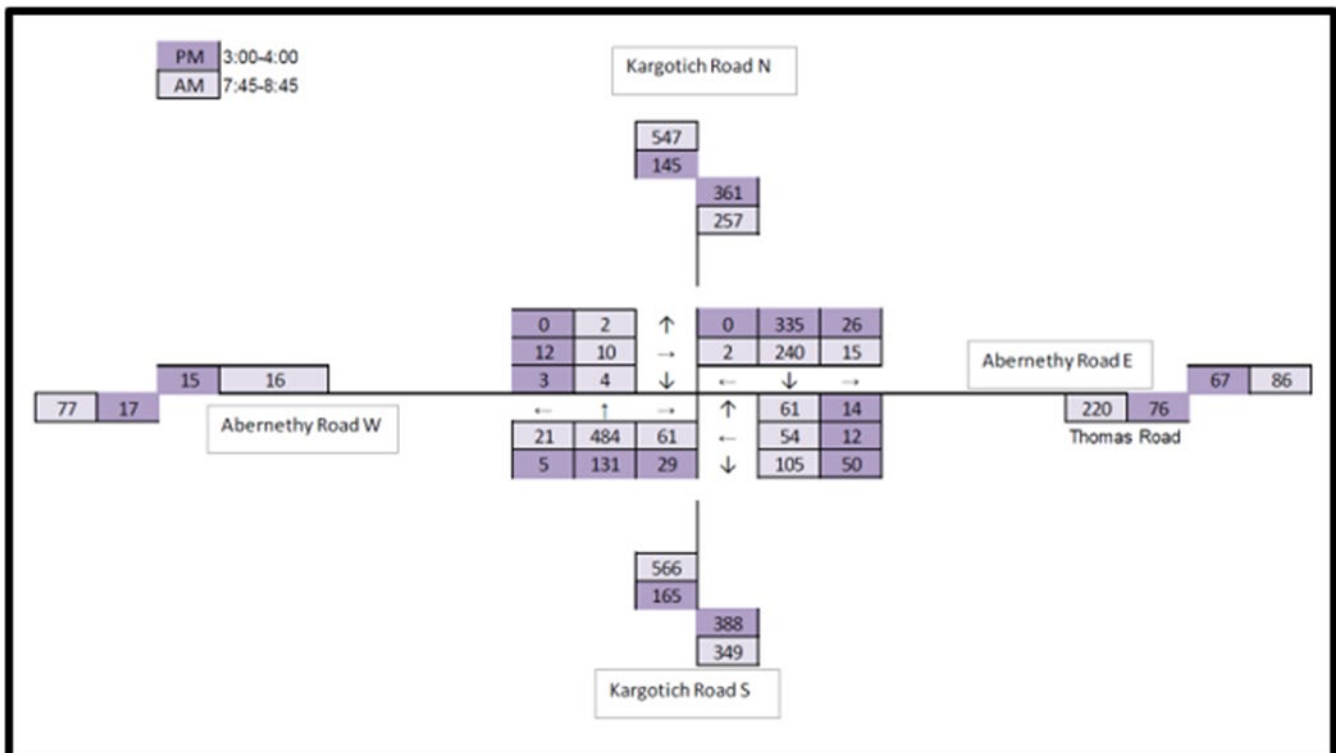 PM 3:00-4:00
AM 7:45-8:45
Kargotich Road N
547
145
361
257
0 2 ↑ 0 335 26
12 10 → 2 240 15
3 4 ↓ ← ↓ →
Abernethy Road E
15 16
67 86
77 17
Abernethy Road W
← ↑ → ↑ 61 14
21 484 61 ← 54 12
5 131 29 ↓ 105 50
220 76
Thomas Road
566
165
388
349
Kargotich Road S